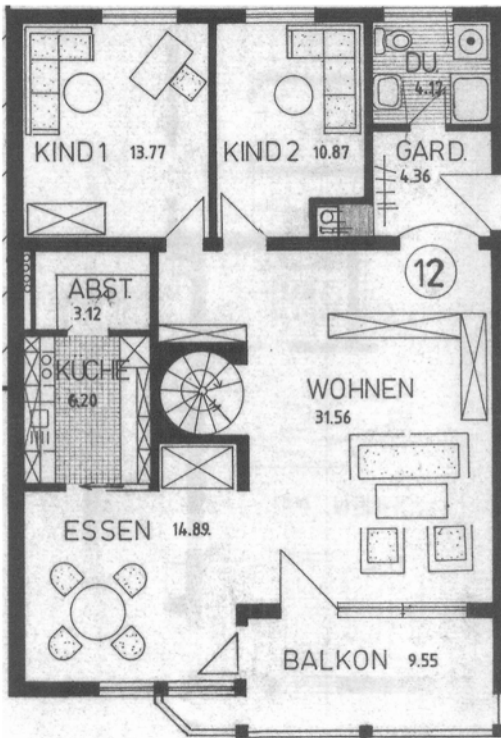 DU.
4.17
KIND 1 13.77
KIND 2 10.87
GARD.
4.36
12
ABST.
3.12
KÜCHE
6.20
WOHNEN
31.56
ESSEN 14.89.
BALKON 9.55